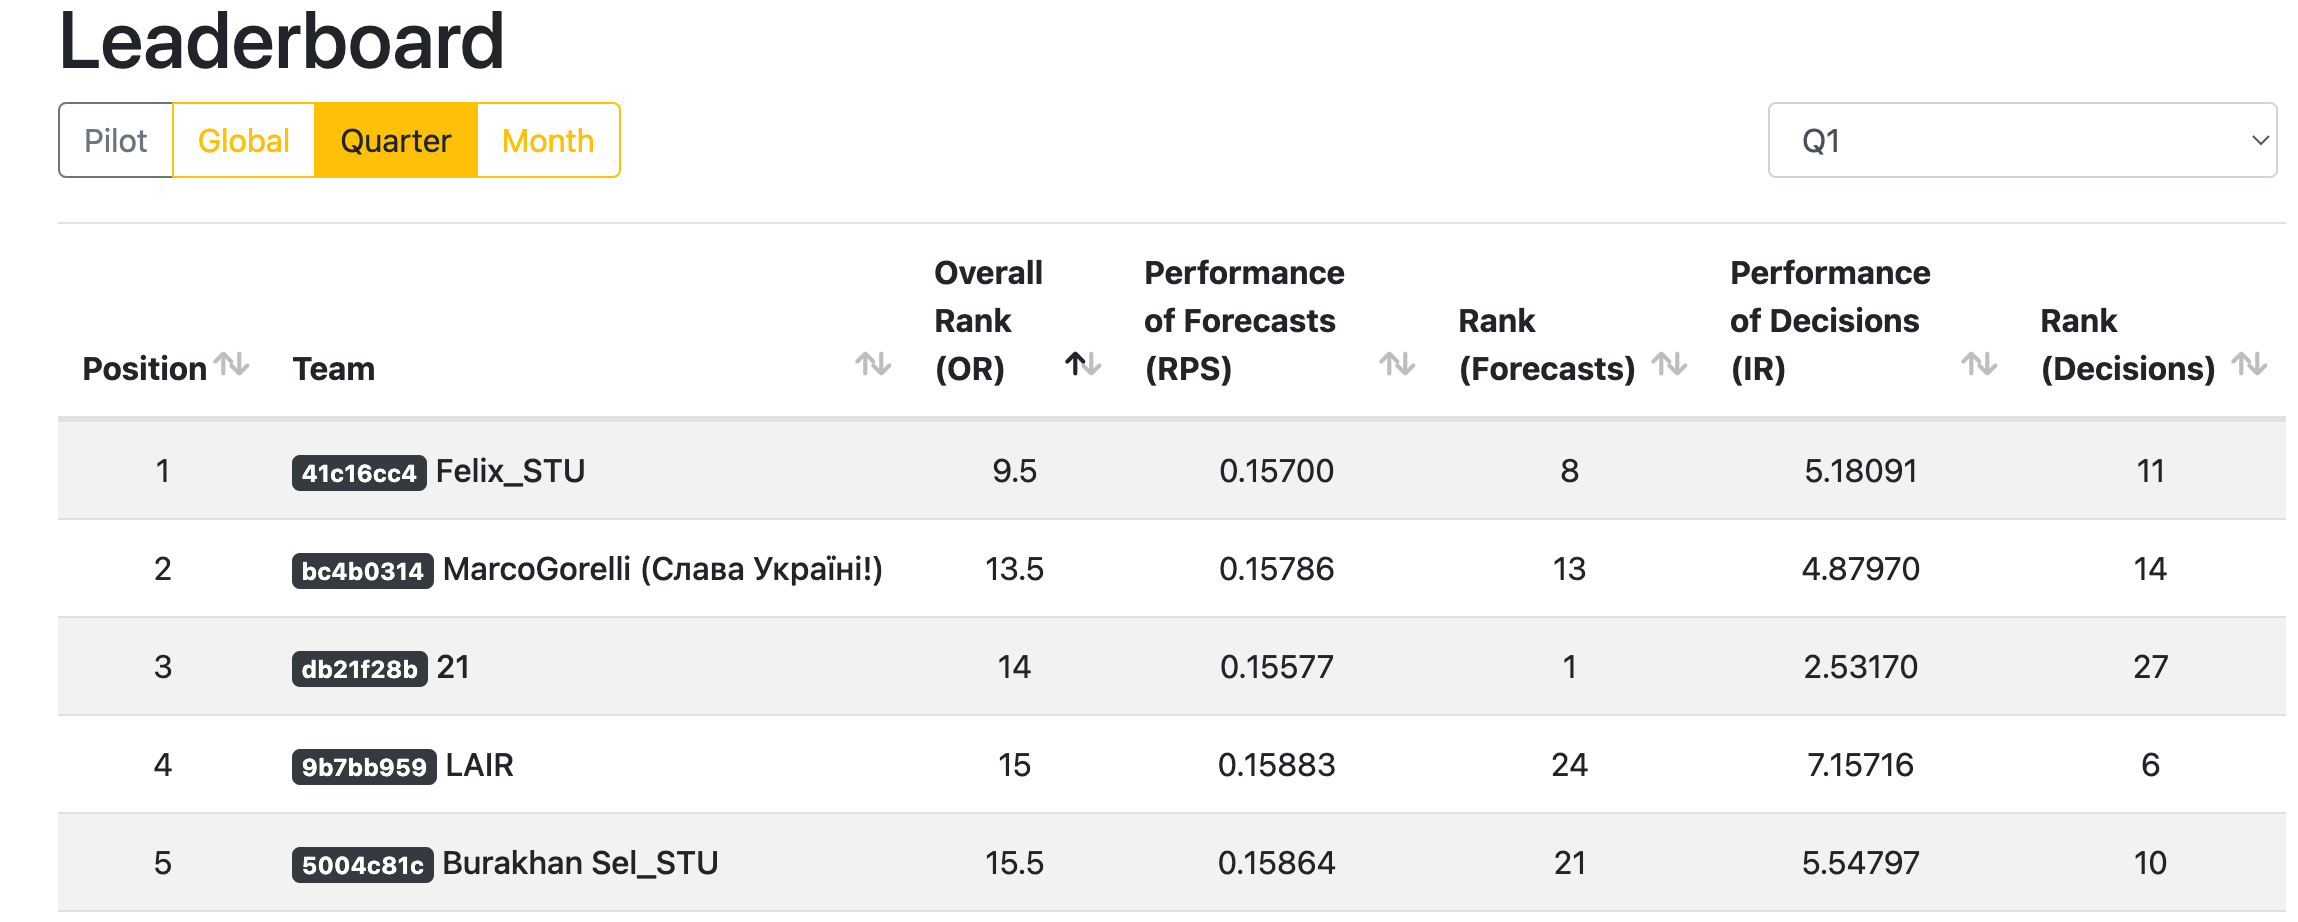 Leaderboard
Pilot Global Quarter Month Q1
Position Team Overall Rank (OR) Performance of Forecasts (RPS) Rank (Forecasts) Performance of Decisions (IR) Rank (Decisions)
1 41c16cc4 Felix_STU 9.5 0.15700 8 5.18091 11
2 bc4b0314 MarcoGorelli (Слава Україні!) 13.5 0.15786 13 4.87970 14
3 db21f28b 21 14 0.15577 1 2.53170 27
4 9b7bb959 LAIR 15 0.15883 24 7.15716 6
5 5004c81c Burakhan Sel_STU 15.5 0.15864 21 5.54797 10